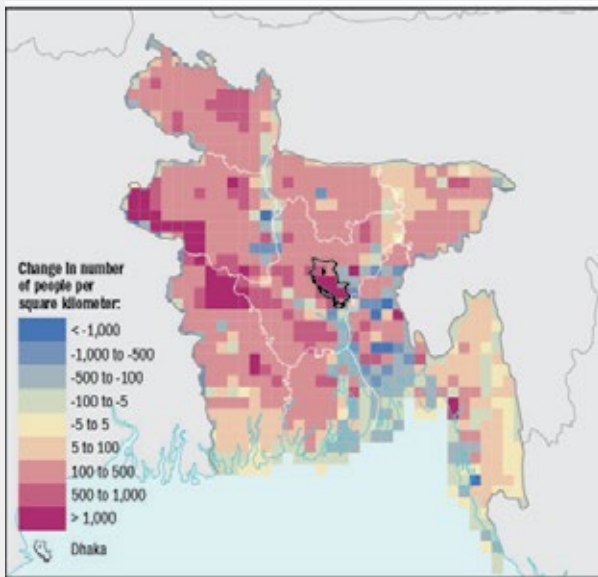 Change in number
of people per
square kilometer:
< -1,000
-1,000 to -500
-500 to -100
-100 to -5
-5 to 5
5 to 100
100 to 500
500 to 1,000
> 1,000
Dhaka